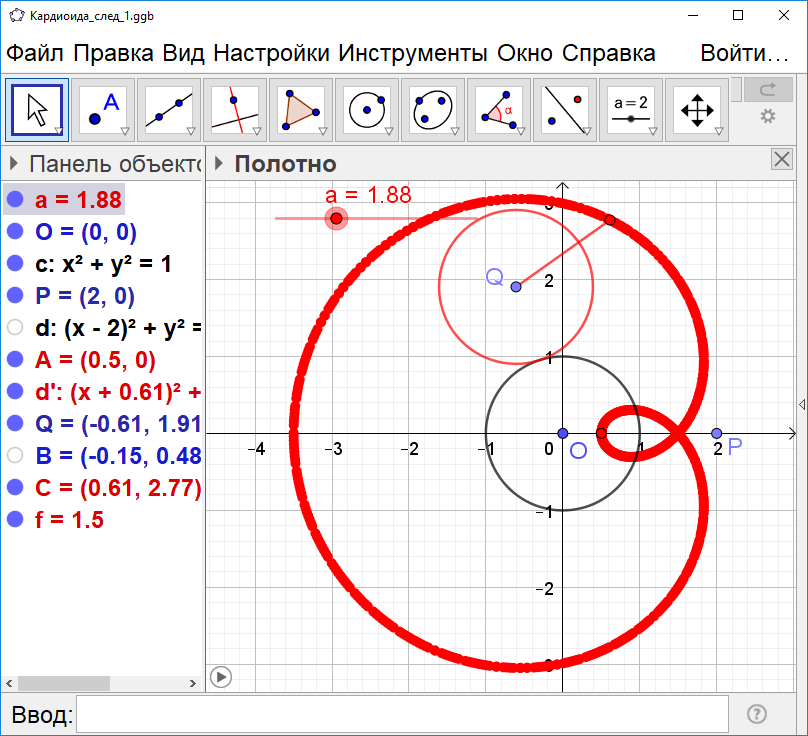 Кардиоида_след_1.ggb
Файл Правка Вид Настройки Инструменты Окно Справка Войти…
A α a = 2
Панель объекто
Полотно
a = 1.88
O = (0, 0)
c: x² + y² = 1
P = (2, 0)
d: (x - 2)² + y² =
A = (0.5, 0)
d': (x + 0.61)² +
Q = (-0.61, 1.91
B = (-0.15, 0.48
C = (0.61, 2.77)
f = 1.5
a = 1.88
3
Q
2
1
-4 -3 -2 -1 0 O 1 2 P
-1
-2
Ввод:
?